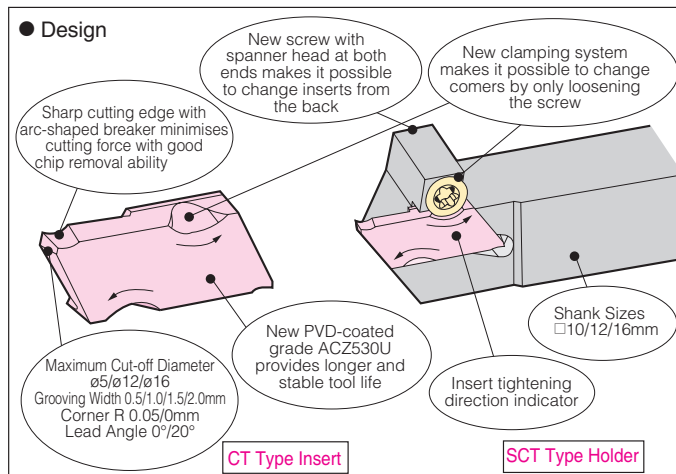 ● Design
New screw with
spanner head at both
ends makes it possible
to change inserts from
the back
New clamping system
makes it possible to change
comers by only loosening
the screw
Sharp cutting edge with
arc-shaped breaker minimises
cutting force with good
chip removal ability
Maximum Cut-off Diameter
ø5/ø12/ø16
Grooving Width 0.5/1.0/1.5/2.0mm
Corner R 0.05/0mm
Lead Angle 0°/20°
New PVD-coated
grade ACZ530U
provides longer and
stable tool life
Insert tightening
direction indicator
Shank Sizes
□10/12/16mm
CT Type Insert
SCT Type Holder